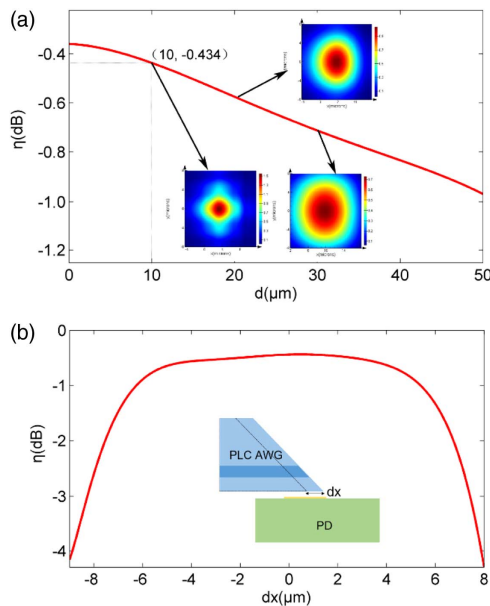 (a)
η(dB)
-0.4
-0.6
-0.8
-1.0
-1.2
(10, -0.434)
0
10
20
30
40
50
d(μm)
(b)
η(dB)
0
-1
-2
-3
-4
PLC AWG
dx
PD
-8
-6
-4
-2
0
2
4
6
8
dx(μm)